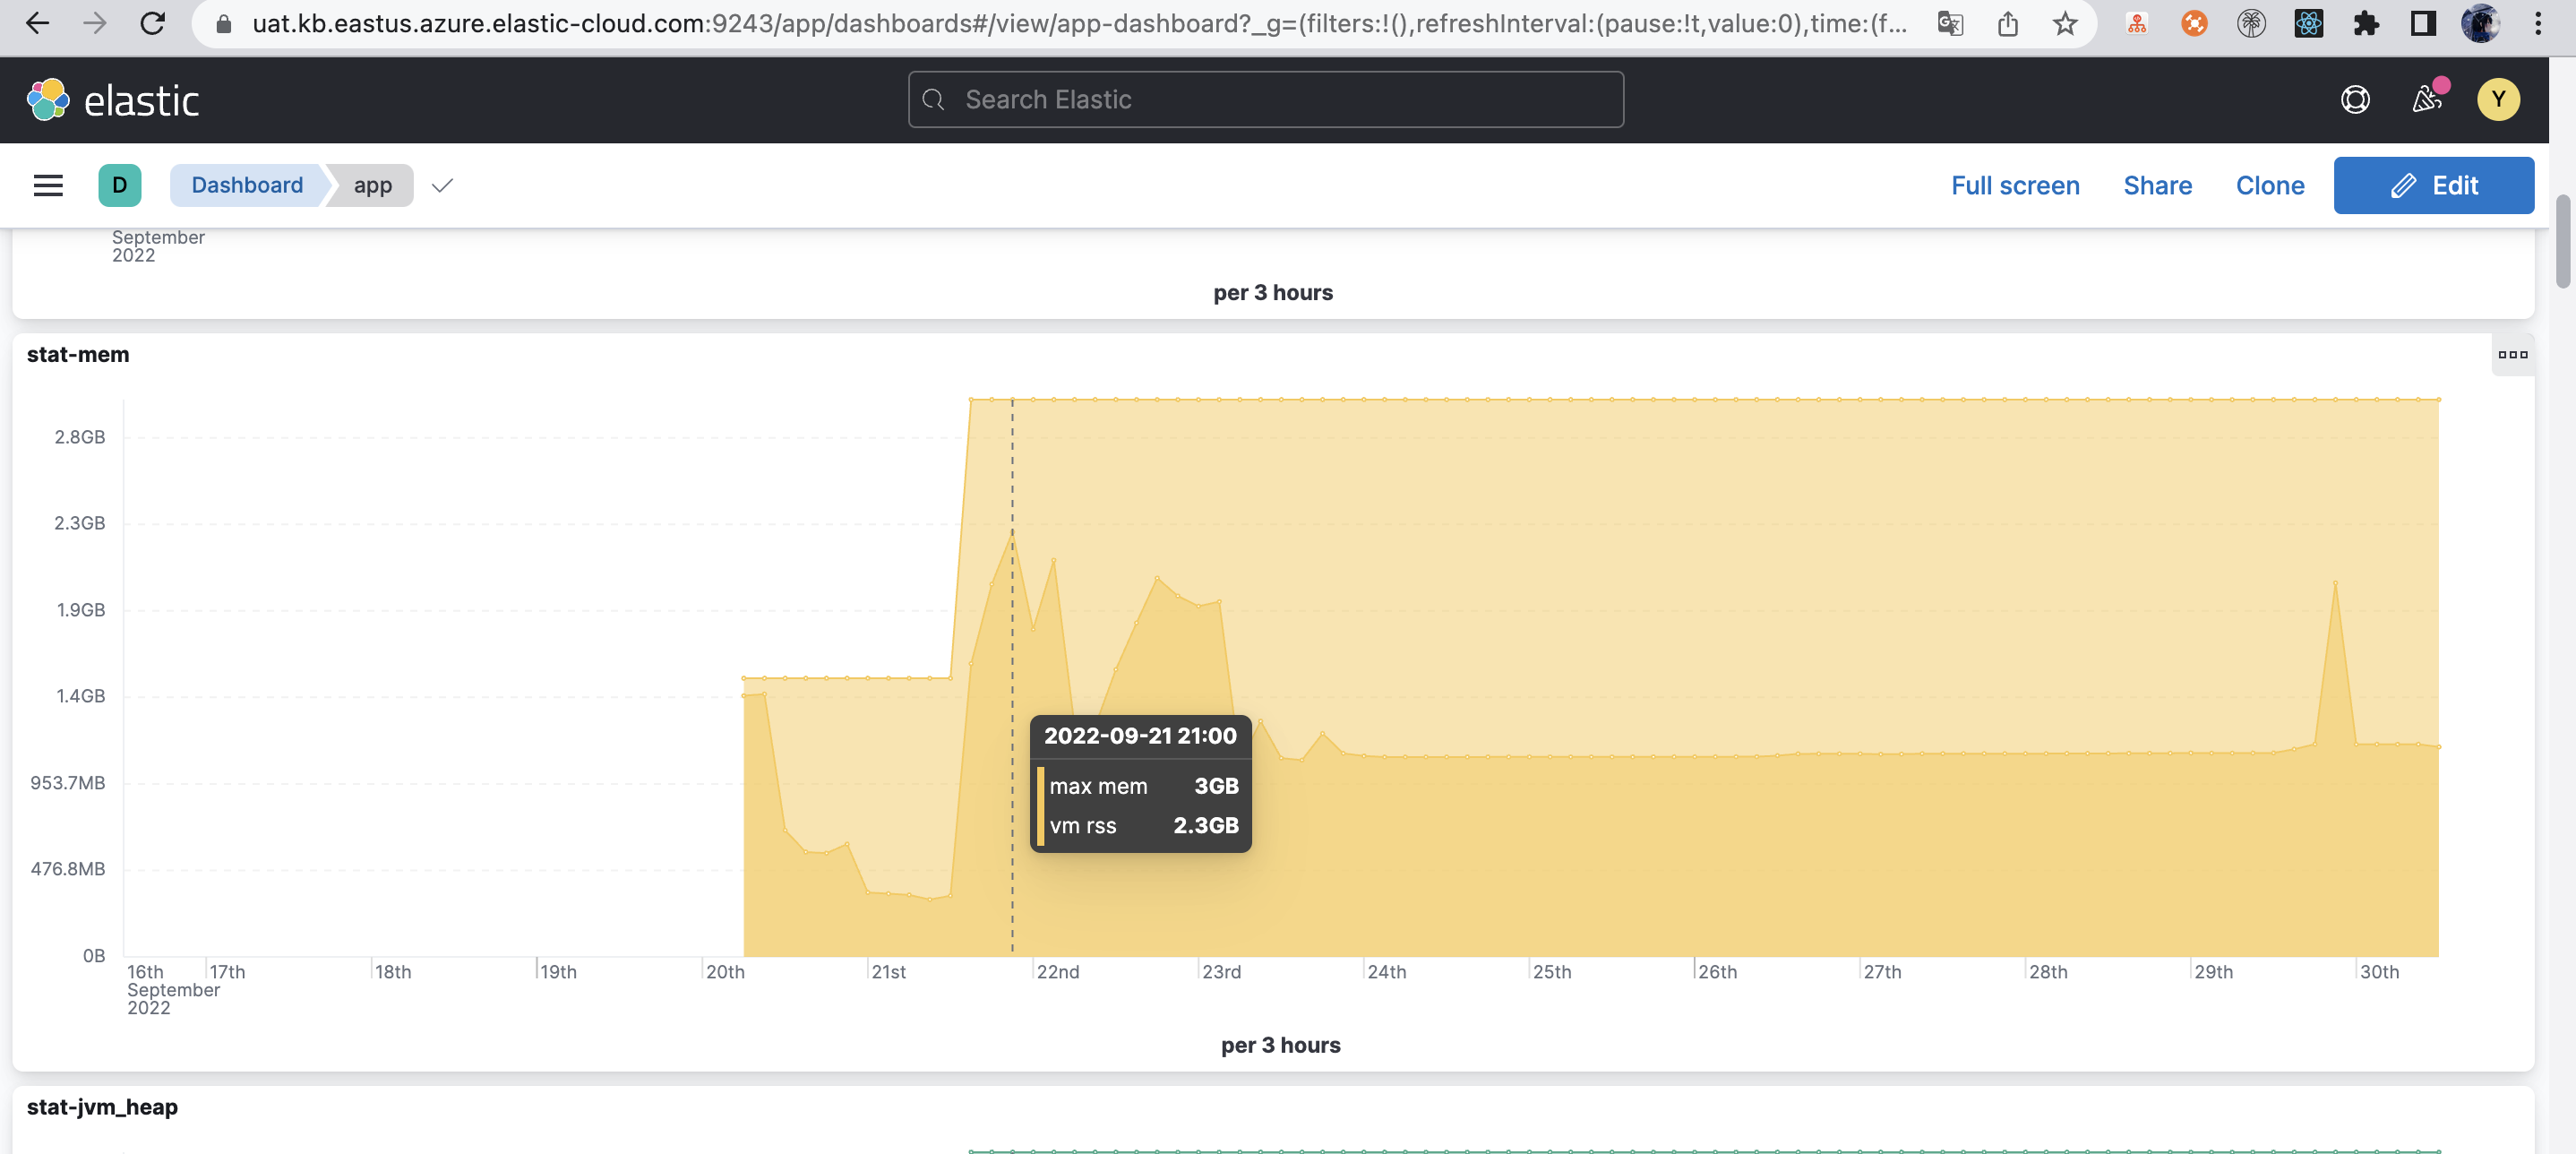 uat.kb.eastus.azure.elastic-cloud.com:9243/app/dashboards#/view/app-dashboard?_g=(filters:!(),refreshInterval:(pause:!t,value:0),time:(f...
elastic
Search Elastic
Y
D
Dashboard
app
Full screen
Share
Clone
Edit
September
2022
per 3 hours
stat-mem
2.8GB
2.3GB
1.9GB
1.4GB
953.7MB
476.8MB
0B
2022-09-21 21:00
max mem 3GB
vm rss 2.3GB
16th 17th 18th 19th 20th 21st 22nd 23rd 24th 25th 26th 27th 28th 29th 30th
September
2022
per 3 hours
stat-jvm_heap